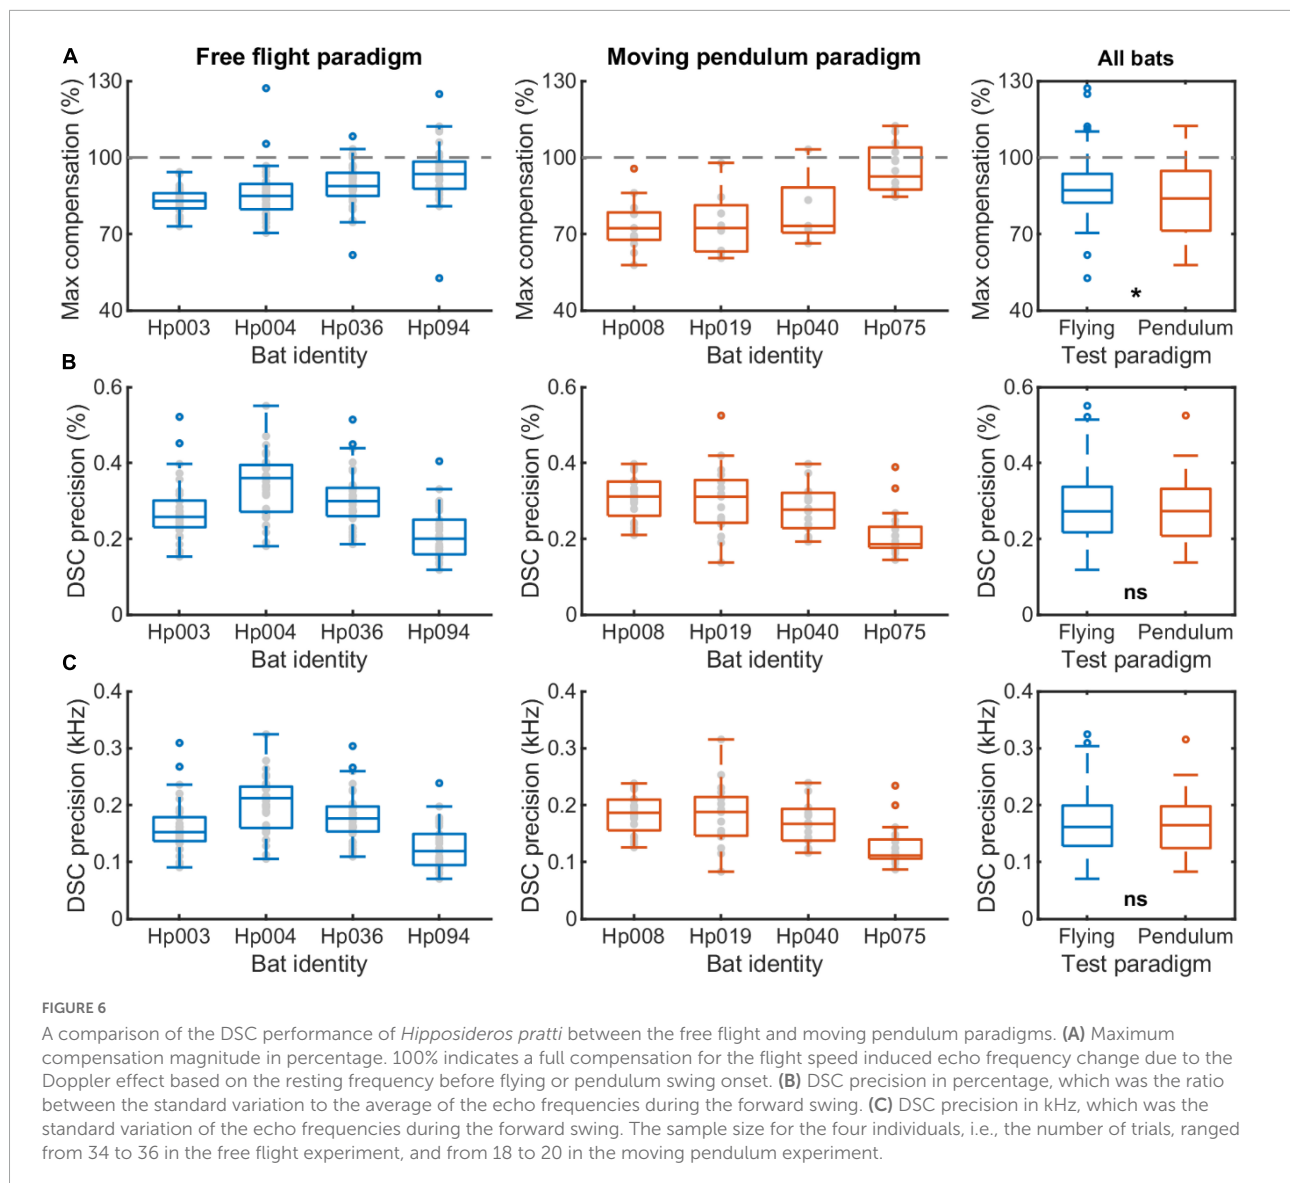 A
Free flight paradigm
Moving pendulum paradigm
All bats
Max compensation (%)
130
100
70
40
Hp003
Hp004
Hp036
Hp094
Bat identity
Max compensation (%)
130
100
70
40
Hp008
Hp019
Hp040
Hp075
Bat identity
Max compensation (%)
130
100
70
40
*
Flying
Pendulum
Test paradigm
B
DSC precision (%)
0.6
0.4
0.2
0
Hp003
Hp004
Hp036
Hp094
Bat identity
DSC precision (%)
0.6
0.4
0.2
0
Hp008
Hp019
Hp040
Hp075
Bat identity
DSC precision (%)
0.6
0.4
0.2
0
ns
Flying
Pendulum
Test paradigm
C
DSC precision (kHz)
0.4
0.3
0.2
0.1
0
Hp003
Hp004
Hp036
Hp094
Bat identity
DSC precision (kHz)
0.4
0.3
0.2
0.1
0
Hp008
Hp019
Hp040
Hp075
Bat identity
DSC precision (kHz)
0.4
0.3
0.2
0.1
0
ns
Flying
Pendulum
Test paradigm
FIGURE 6
A comparison of the DSC performance of Hipposideros pratti between the free flight and moving pendulum paradigms. (A) Maximum
compensation magnitude in percentage. 100% indicates a full compensation for the flight speed induced echo frequency change due to the
Doppler effect based on the resting frequency before flying or pendulum swing onset. (B) DSC precision in percentage, which was the ratio
between the standard variation to the average of the echo frequencies during the forward swing. (C) DSC precision in kHz, which was the
standard variation of the echo frequencies during the forward swing. The sample size for the four individuals, i.e., the number of trials, ranged
from 34 to 36 in the free flight experiment, and from 18 to 20 in the moving pendulum experiment.